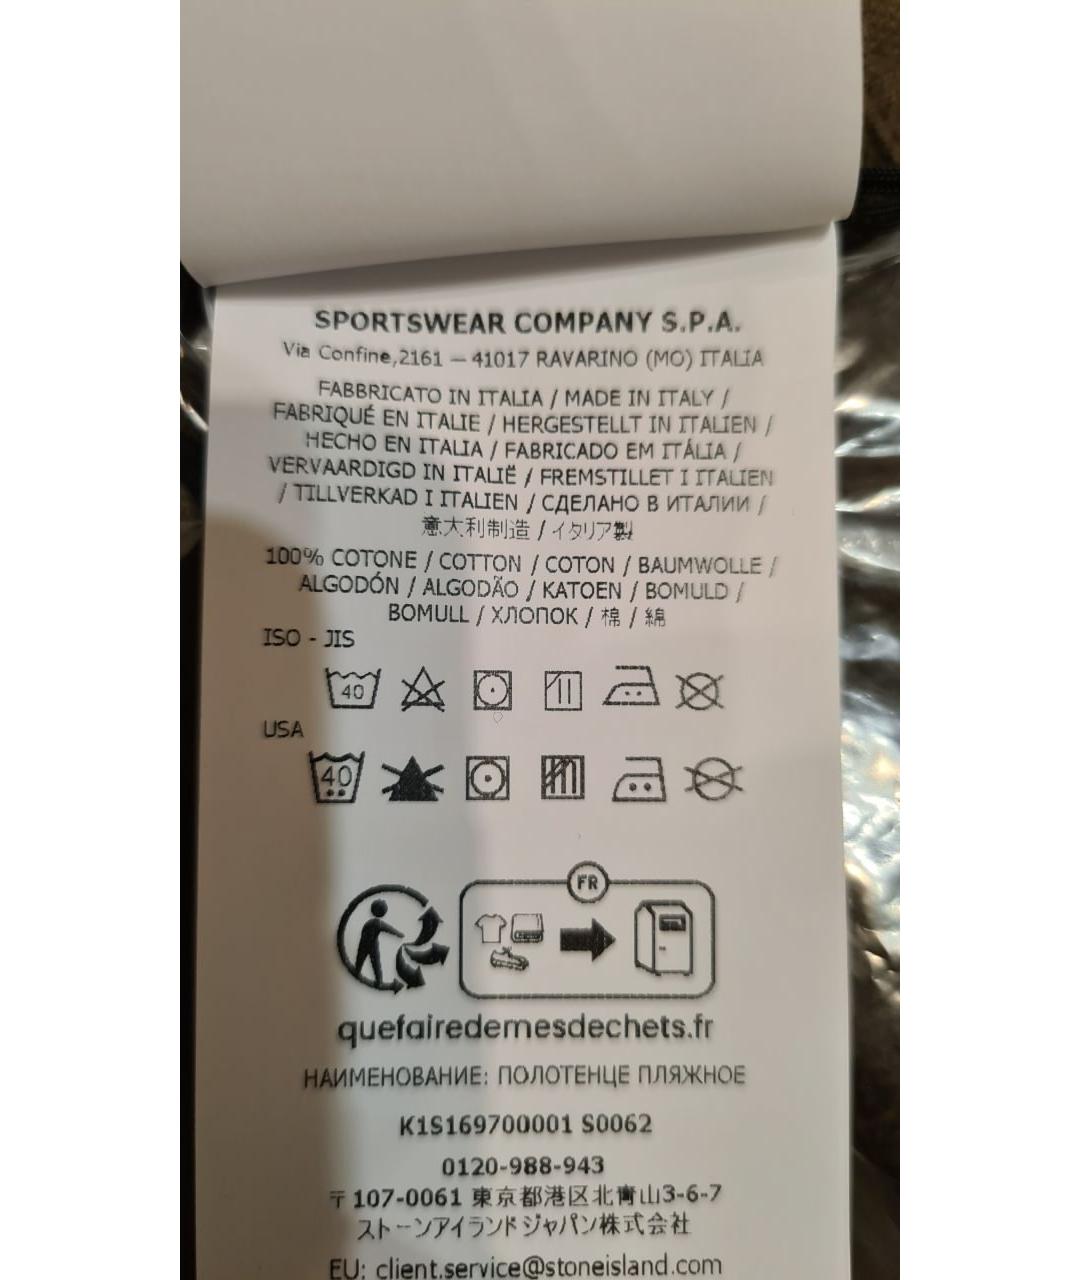 SPORTSWEAR COMPANY S.P.A.
Via Confine,2161 – 41017 RAVARINO (MO) ITALIA
FABBRICATO IN ITALIA / MADE IN ITALY /
FABRIQUÉ EN ITALIE / HERGESTELLT IN ITALIEN /
HECHO EN ITALIA / FABRICADO EM ITÁLIA /
VERVAARDIGD IN ITALIË / FREMSTILLET I ITALIEN
/ TILLVERKAD I ITALIEN / СДЕЛАНО В ИТАЛИИ /
意大利制造 / イタリア製
100% COTONE / COTTON / COTON / BAUMWOLLE /
ALGODÓN / ALGODÃO / KATOEN / BOMULD /
BOMULL / ХЛОПОК / 棉 / 綿
ISO - JIS
40
USA
40
FR
quefairedemesdechets.fr
НАИМЕНОВАНИЕ: ПОЛОТЕНЦЕ ПЛЯЖНОЕ
K1S169700001 S0062
0120-988-943
〒107-0061 東京都港区北青山3-6-7
ストーンアイランドジャパン株式会社
EU: client.service@stoneisland.com